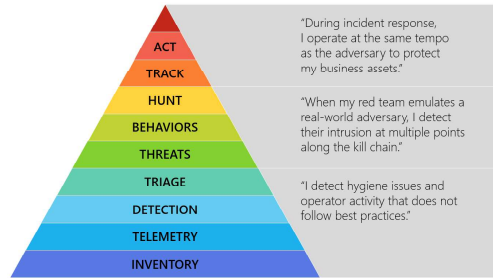 ACT
TRACK
HUNT
BEHAVIORS
THREATS
TRIAGE
DETECTION
TELEMETRY
INVENTORY
“During incident response,
I operate at the same tempo
as the adversary to protect
my business assets.”
“When my red team emulates a
real-world adversary, I detect
their intrusion at multiple points
along the kill chain.”
“I detect hygiene issues and
operator activity that does not
follow best practices.”